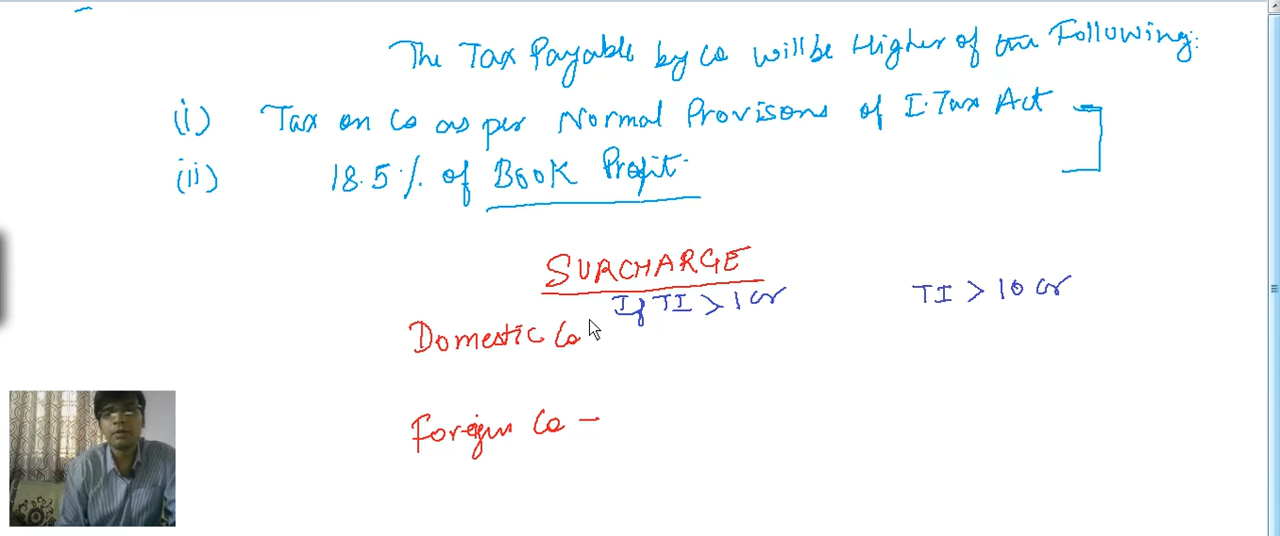 The Tax Payable by Co will be Higher of the Following:
(i) Tax on Co as per Normal Provisons of I.Tax Act
(ii) 18.5% of Book Profit.
SURCHARGE
If TI > 1 cr TI > 10 cr
Domestic Co
Foreign Co -